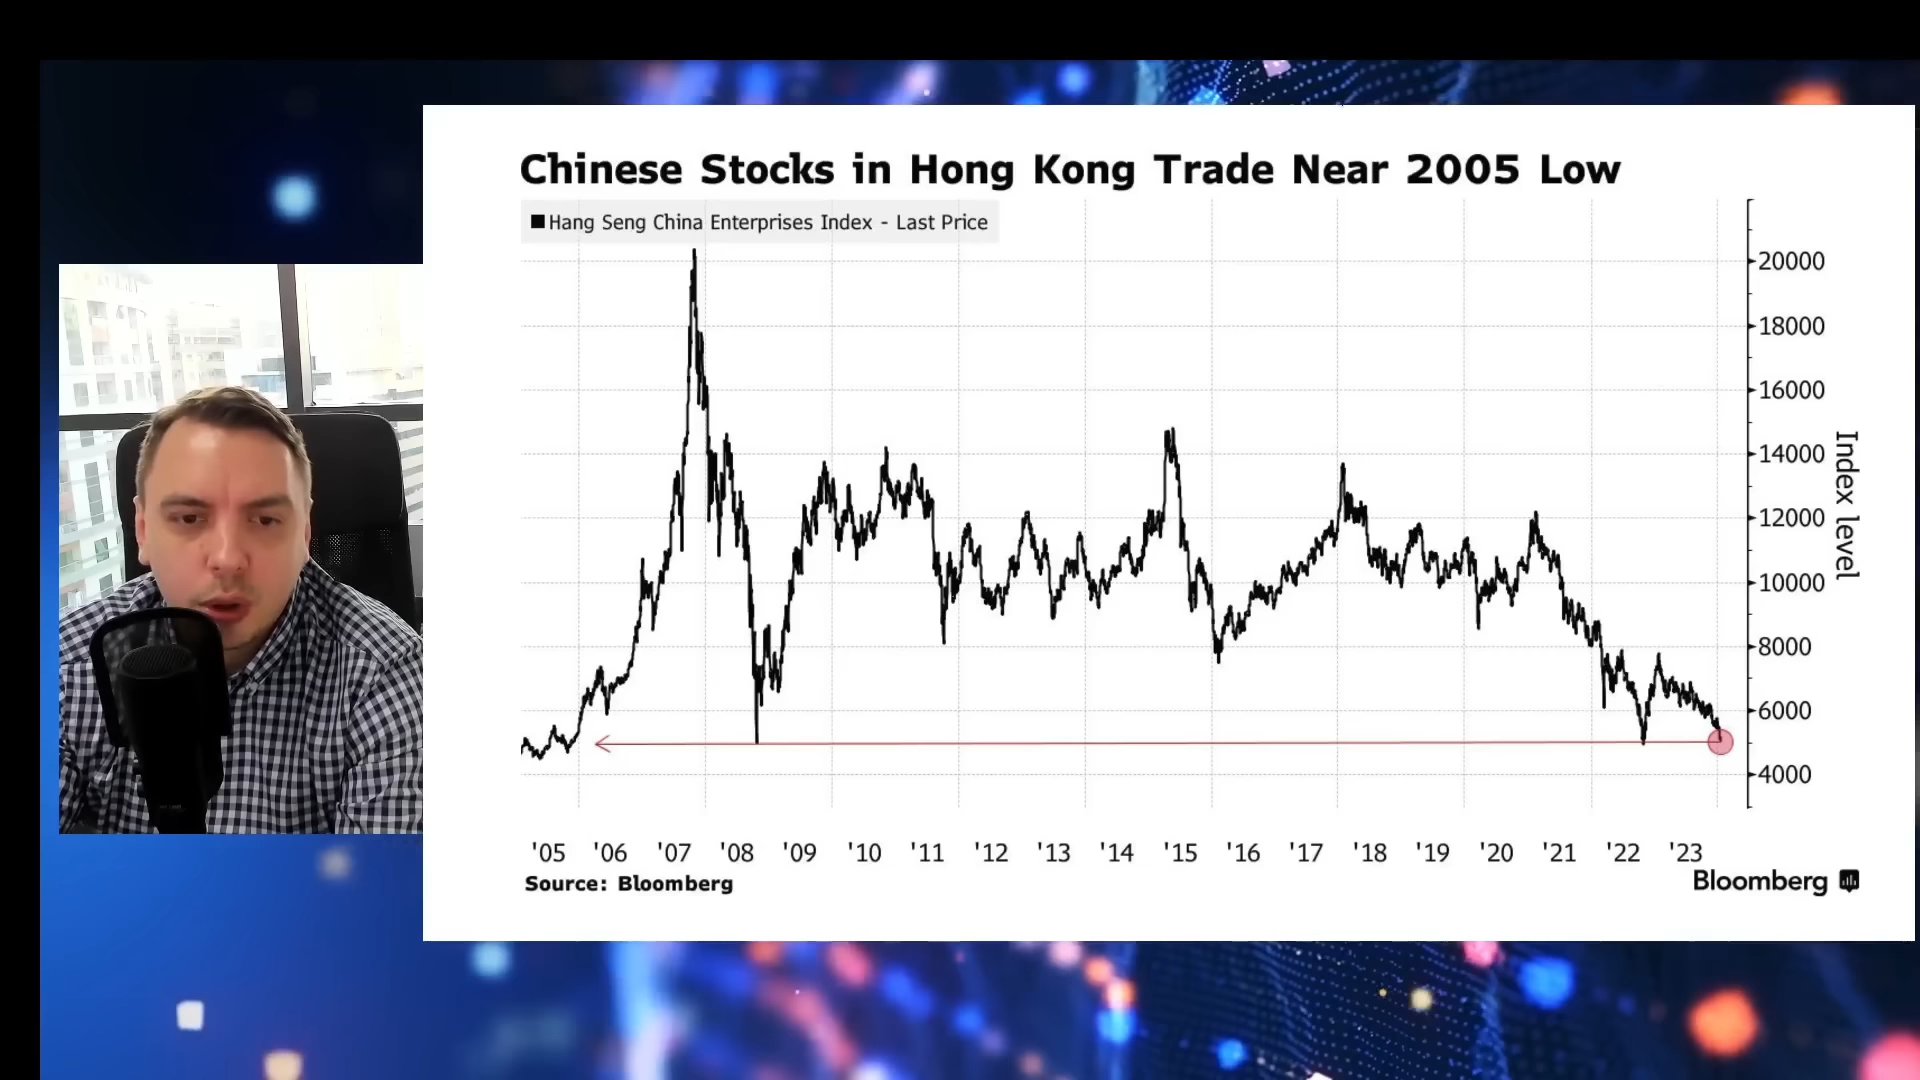 Chinese Stocks in Hong Kong Trade Near 2005 Low
Hang Seng China Enterprises Index - Last Price
20000
18000
16000
14000
12000
10000
8000
6000
4000
Index level
'05 '06 '07 '08 '09 '10 '11 '12 '13 '14 '15 '16 '17 '18 '19 '20 '21 '22 '23
Source: Bloomberg
Bloomberg